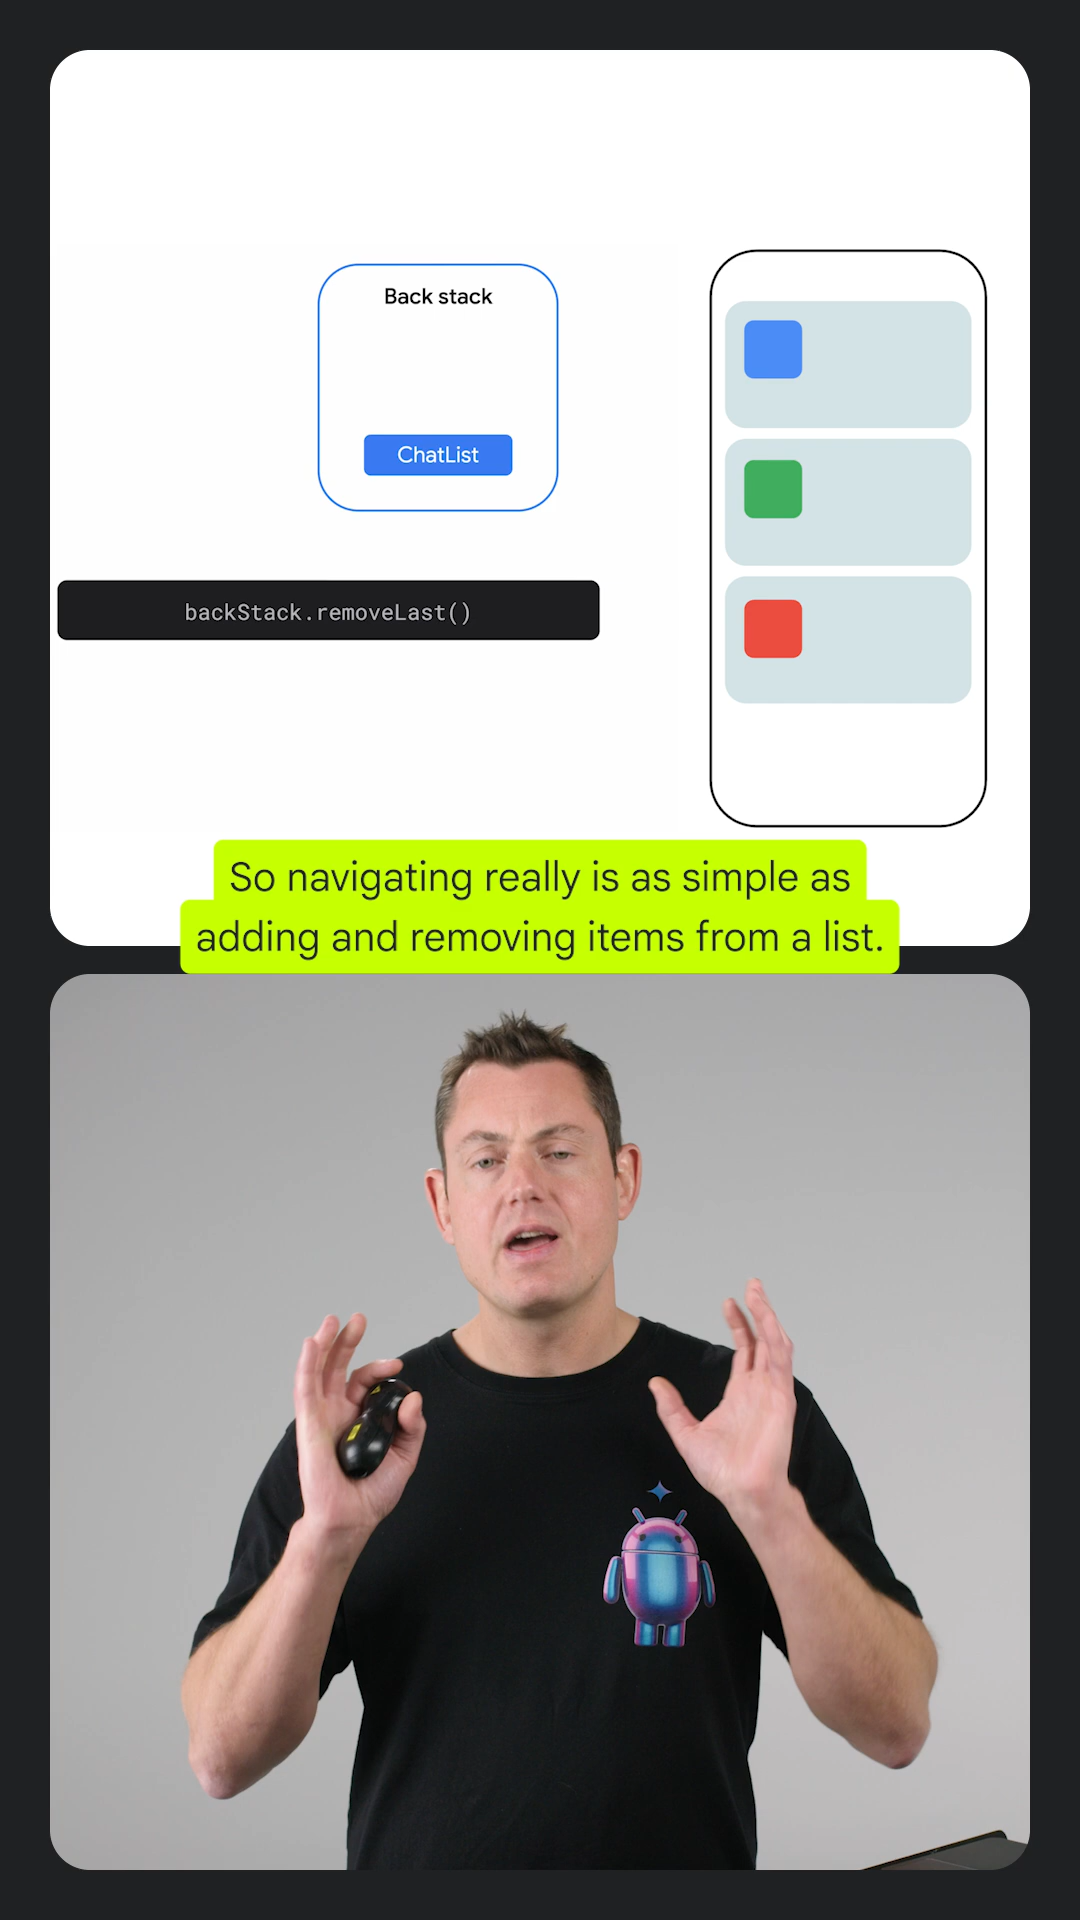 Back stack
ChatList
backStack.removeLast()
So navigating really is as simple as
adding and removing items from a list.